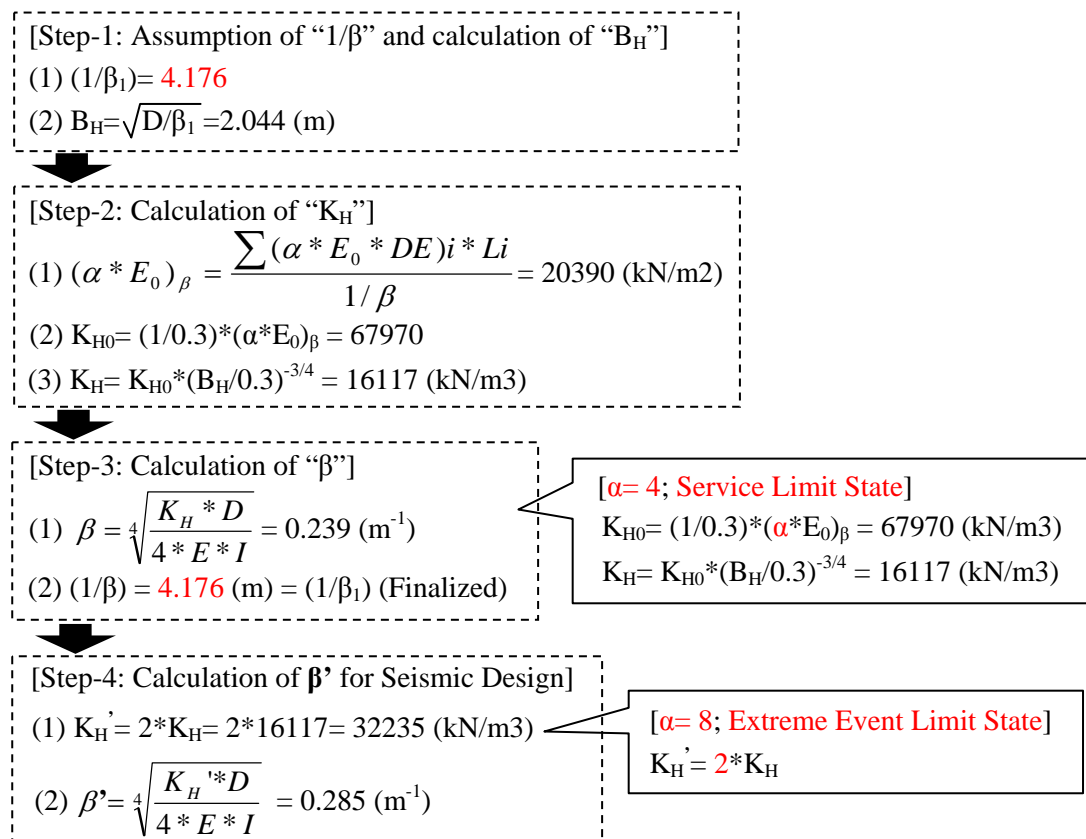 [Step-1: Assumption of “1/β” and calculation of “B_H”]
(1) (1/β₁)= 4.176
(2) B_H=√(D/β₁) =2.044 (m)
[Step-2: Calculation of “K_H”]
(1) (α * E₀)_β = ∑(α * E₀ * DE)i * Li / (1/β) = 20390 (kN/m2)
(2) K_H0= (1/0.3)*(α*E₀)_β = 67970
(3) K_H= K_H0*(B_H/0.3)^-3/4 = 16117 (kN/m3)
[Step-3: Calculation of “β”]
(1) β = ∜(K_H * D / 4 * E * I) = 0.239 (m^-1)
(2) (1/β) = 4.176 (m) = (1/β₁) (Finalized)
[α= 4; Service Limit State]
K_H0= (1/0.3)*(α*E₀)_β = 67970 (kN/m3)
K_H= K_H0*(B_H/0.3)^-3/4 = 16117 (kN/m3)
[Step-4: Calculation of β’ for Seismic Design]
(1) K_H’= 2*K_H= 2*16117= 32235 (kN/m3)
(2) β’= ∜(K_H'*D / 4 * E * I) = 0.285 (m^-1)
[α= 8; Extreme Event Limit State]
K_H’= 2*K_H